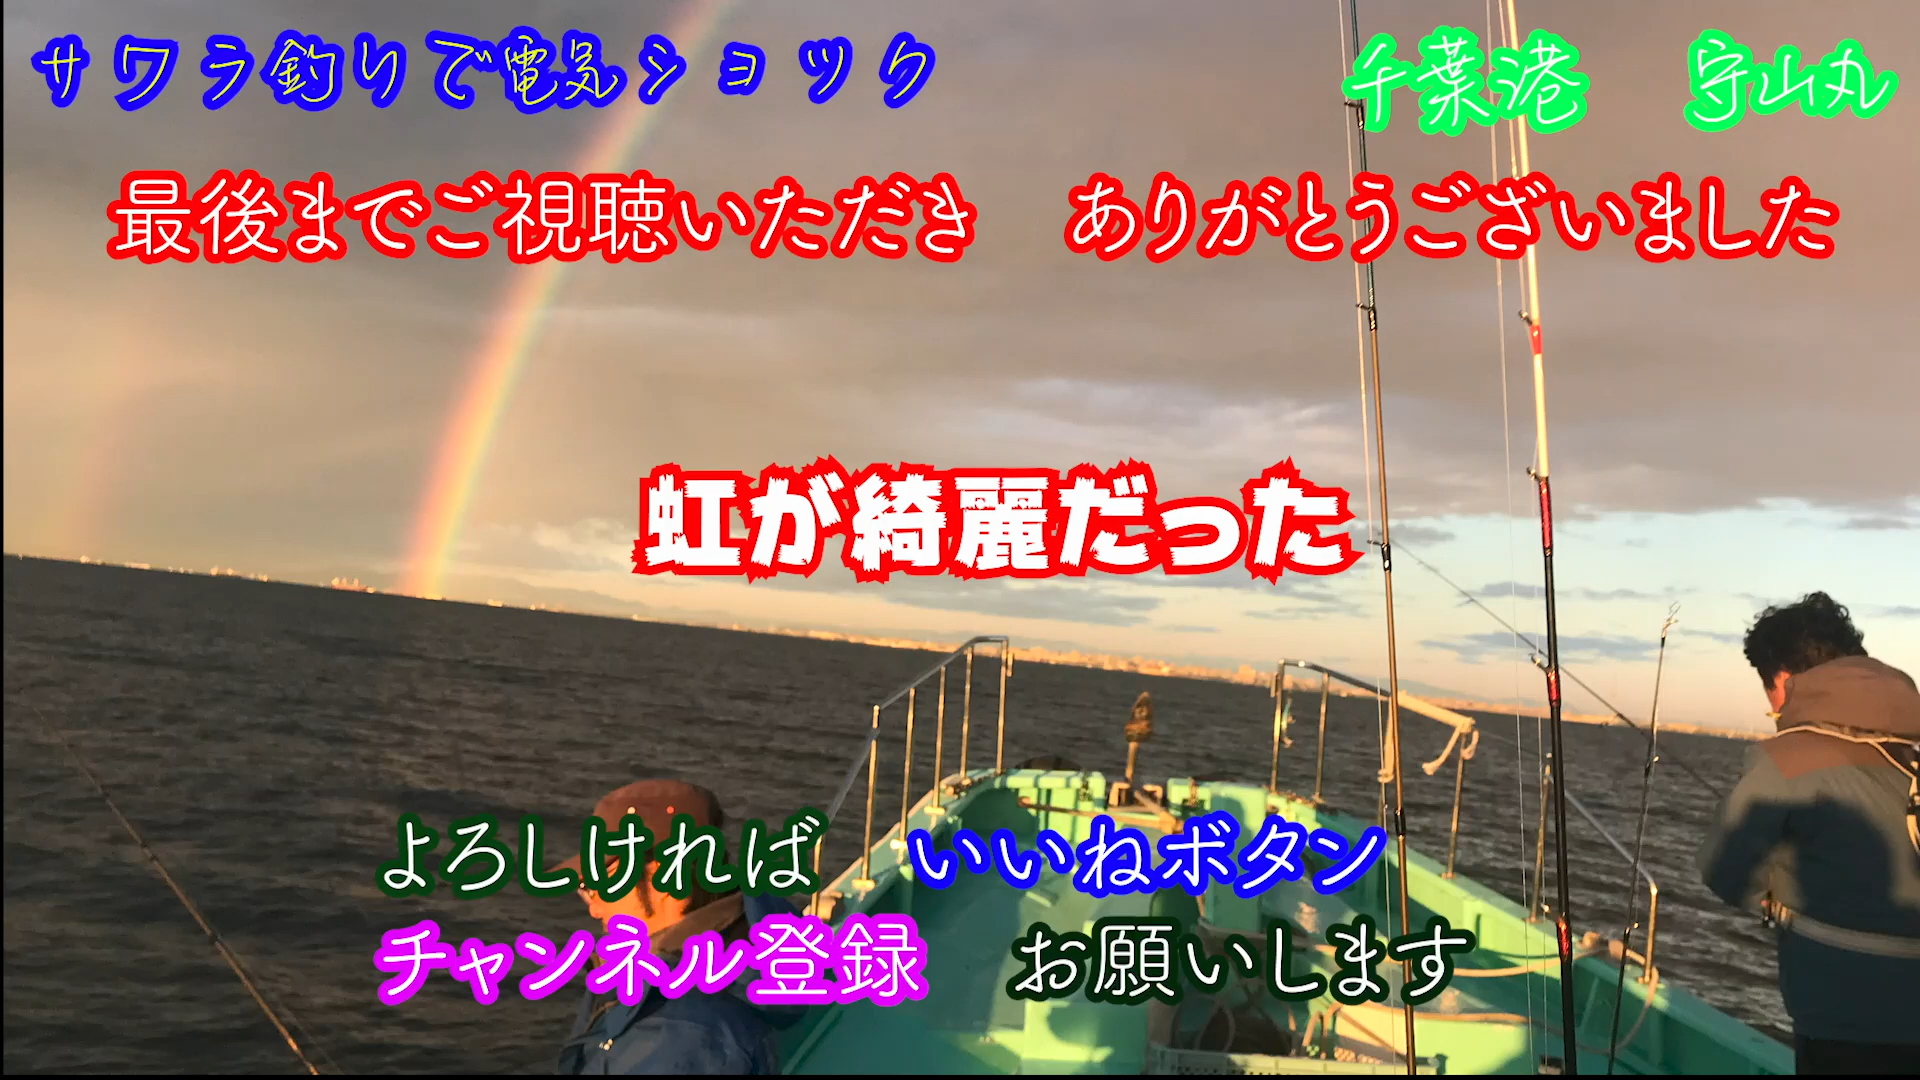 サワラ釣りで電気ショック
千葉港　守山丸
最後までご視聴いただき　ありがとうございました
虹が綺麗だった
よろしければ　いいねボタン
チャンネル登録　お願いします